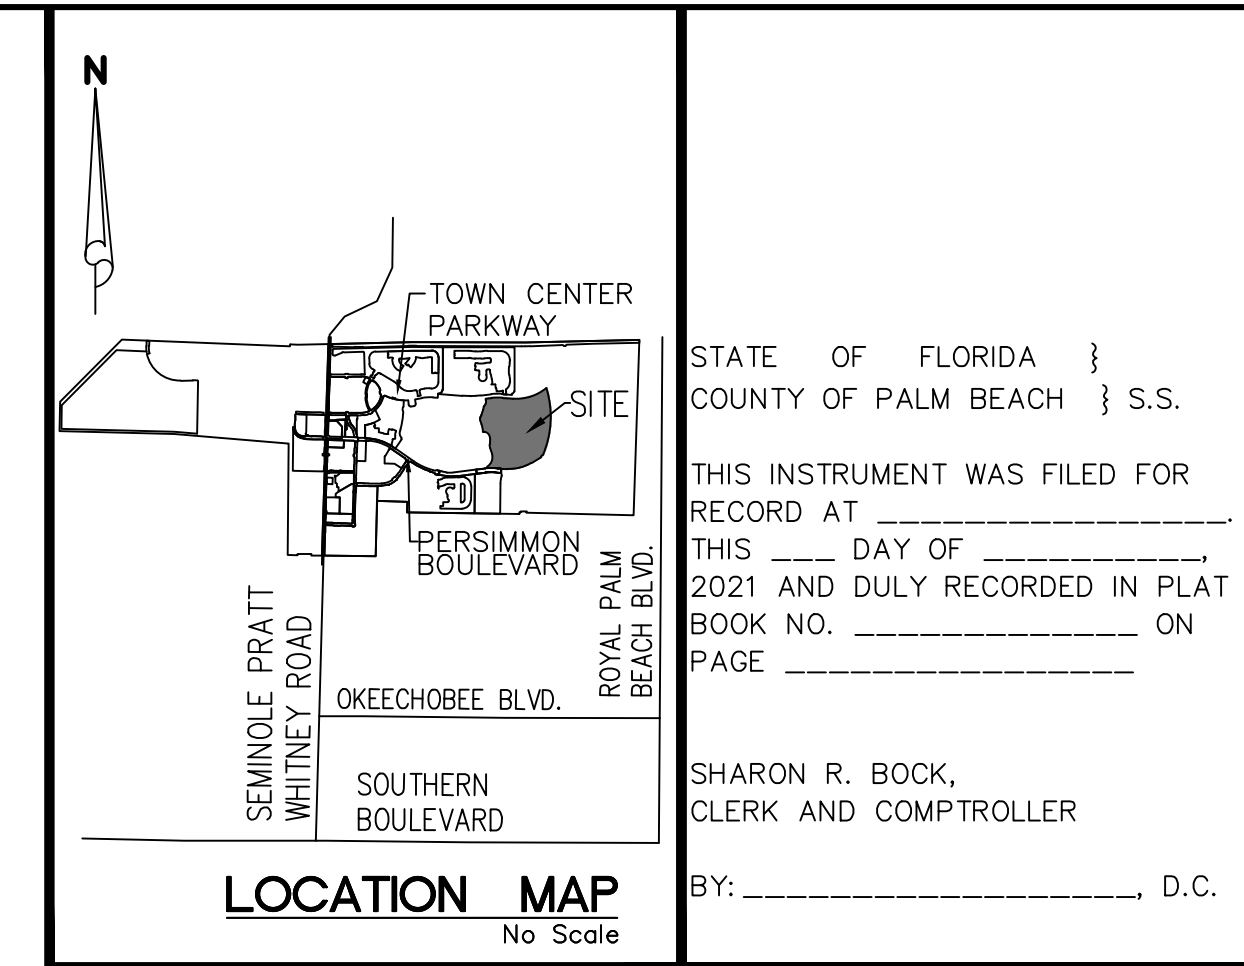 N
TOWN CENTER
PARKWAY
SITE
PERSIMMON
BOULEVARD
ROYAL PALM
BEACH BLVD.
SEMINOLE PRATT
WHITNEY ROAD
OKEECHOBEE BLVD.
SOUTHERN
BOULEVARD
LOCATION MAP
No Scale
STATE OF FLORIDA }
COUNTY OF PALM BEACH } S.S.
THIS INSTRUMENT WAS FILED FOR
RECORD AT _________________.
THIS ___ DAY OF __________,
2021 AND DULY RECORDED IN PLAT
BOOK NO. _____________ ON
PAGE ________________
SHARON R. BOCK,
CLERK AND COMPTROLLER
BY: __________________, D.C.